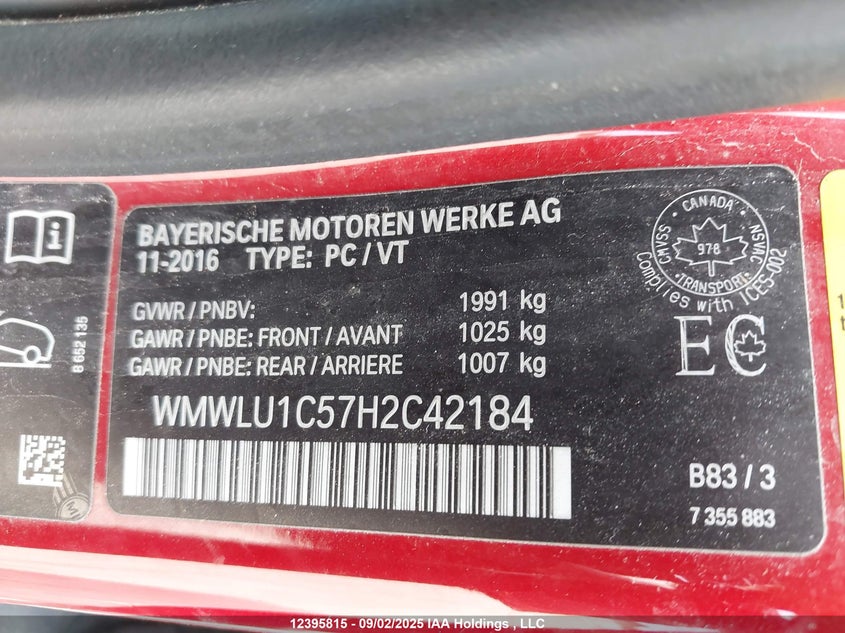 BAYERISCHE MOTOREN WERKE AG
11-2016 TYPE: PC / VT
GVWR / PNBV: 1991 kg
GAWR / PNBE: FRONT / AVANT 1025 kg
GAWR / PNBE: REAR / ARRIERE 1007 kg
WMWLU1C57H2C42184
B83 / 3
7 355 883
CANADA
CMVSS
NSVAC
978
TRANSPORT
Complies with ICES-002
EC
8 652 135
i
12395815 - 09/02/2025 IAA Holdings , LLC